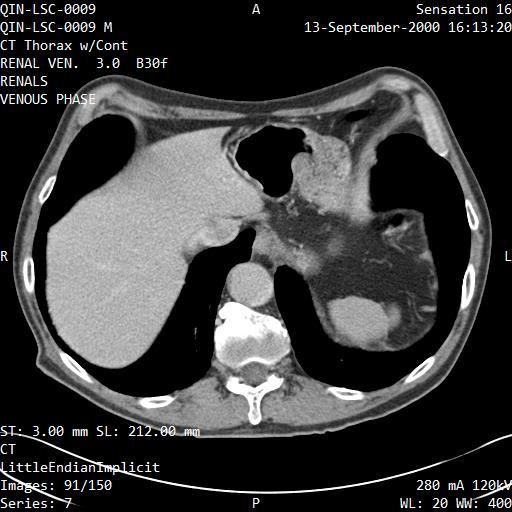 QIN-LSC-0009
A
Sensation 16
QIN-LSC-0009 M
13-September-2000 16:13:20
CT Thorax w/Cont
RENAL VEN. 3.0 B30f
RENALS
VENOUS PHASE
R
L
ST: 3.00 mm SL: 212.00 mm
CT
LittleEndianImplicit
Images: 91/150
280 mA 120kV
Series: 7
P
WL: 20 WW: 400